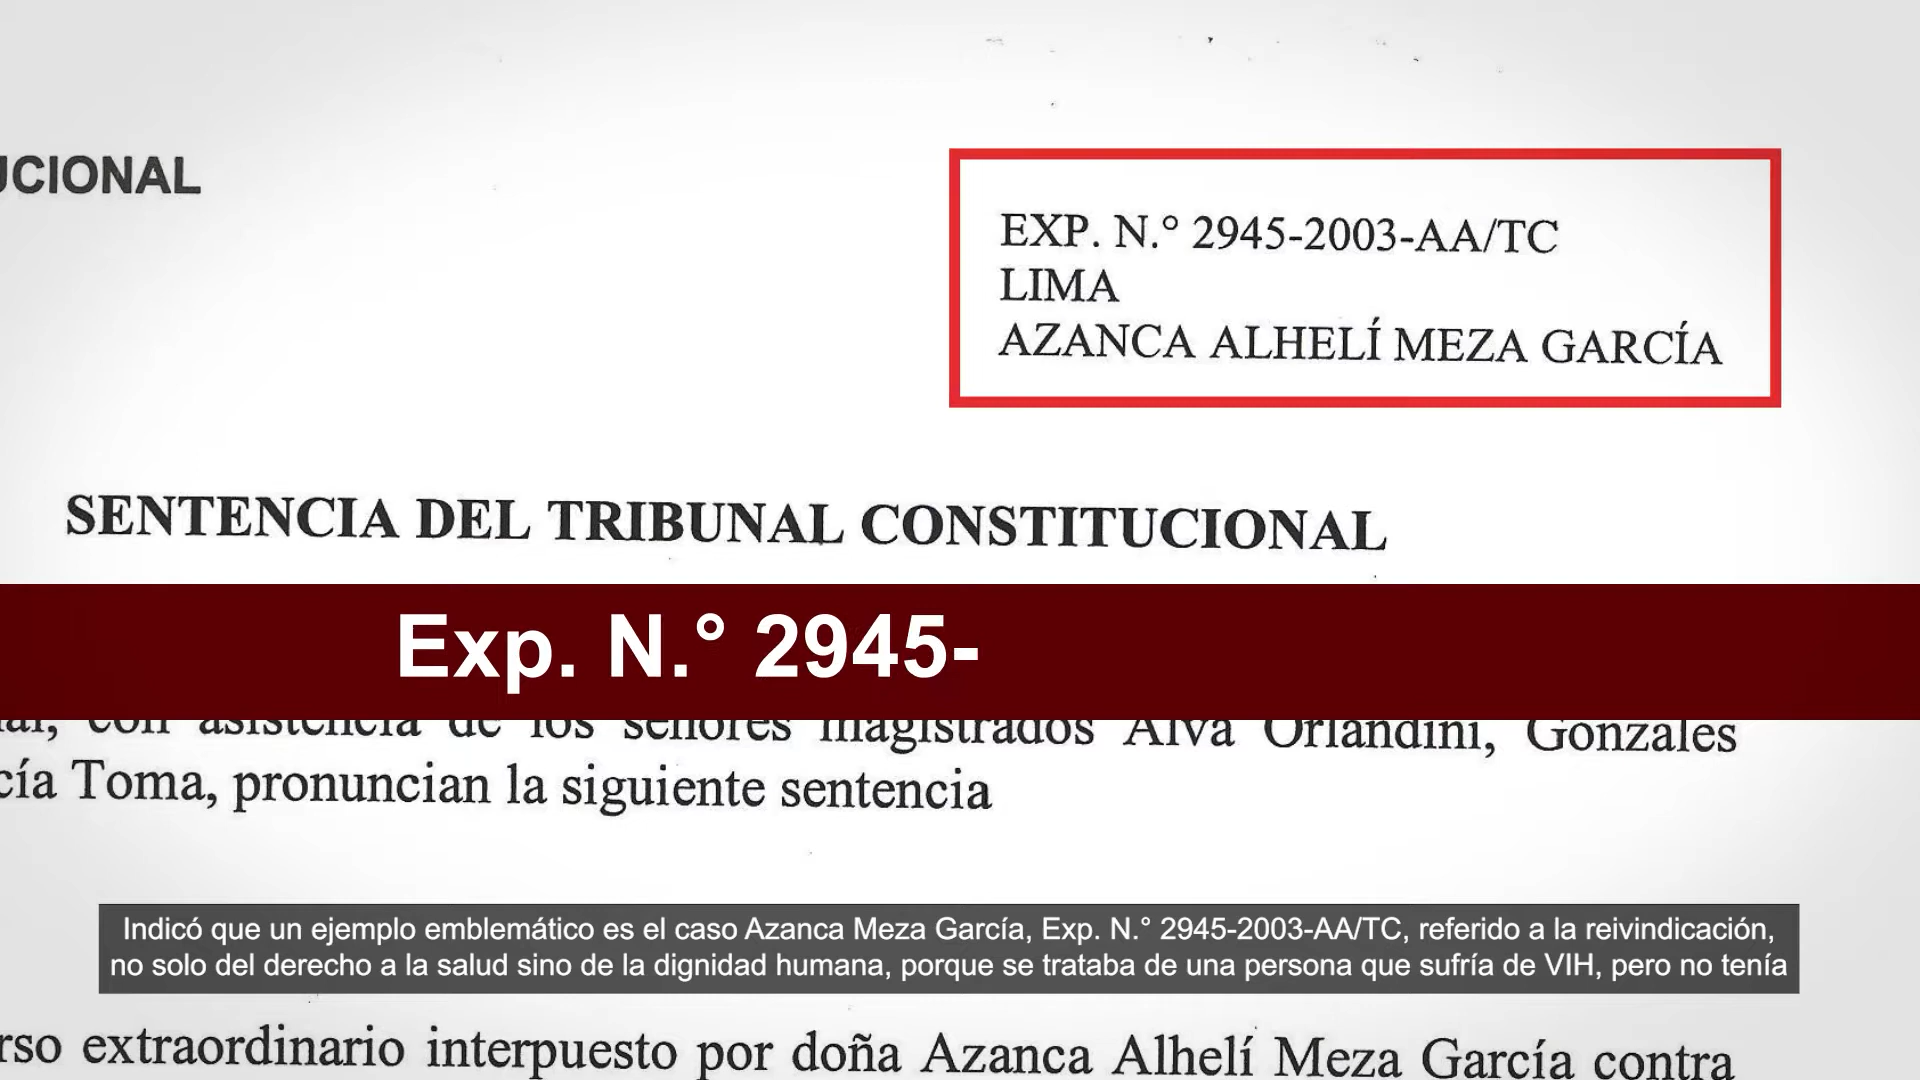 UCIONAL
EXP. N.° 2945-2003-AA/TC
LIMA
AZANCA ALHELÍ MEZA GARCÍA
SENTENCIA DEL TRIBUNAL CONSTITUCIONAL
Exp. N.° 2945-
al, con asistencia de los señores magistrados Alva Orlandini, Gonzales
cía Toma, pronuncian la siguiente sentencia
Indicó que un ejemplo emblemático es el caso Azanca Meza García, Exp. N.° 2945-2003-AA/TC, referido a la reivindicación,
no solo del derecho a la salud sino de la dignidad humana, porque se trataba de una persona que sufría de VIH, pero no tenía
rso extraordinario interpuesto por doña Azanca Alhelí Meza García contra